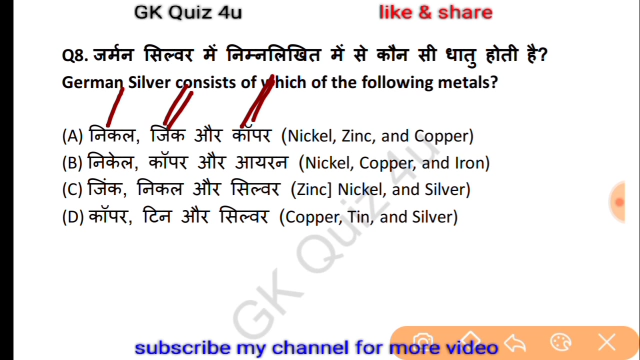 GK Quiz 4u like & share
Q8. जर्मन सिल्वर में निम्नलिखित में से कौन सी धातु होती है?
German Silver consists of which of the following metals?
(A) निकल, जिंक और कॉपर (Nickel, Zinc, and Copper)
(B) निकेल, कॉपर और आयरन (Nickel, Copper, and Iron)
(C) जिंक, निकल और सिल्वर (Zinc] Nickel, and Silver)
(D) कॉपर, टिन और सिल्वर (Copper, Tin, and Silver)
GK Quiz 4u
subscribe my channel for more video